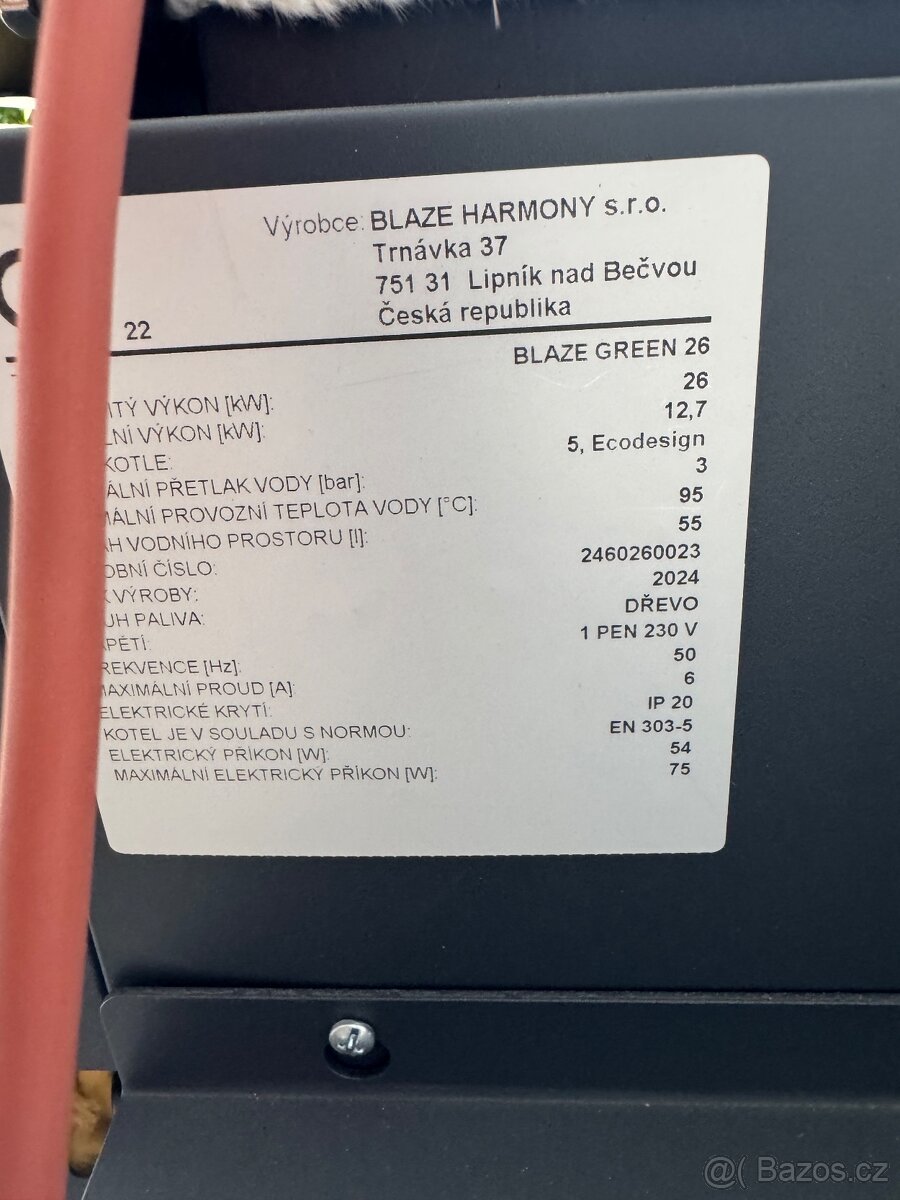 Výrobce: BLAZE HARMONY s.r.o.
Trnávka 37
751 31 Lipník nad Bečvou
Česká republika
22
BLAZE GREEN 26
ITÝ VÝKON [kW]: 26
LNÍ VÝKON [kW]: 12,7
KOTLE: 5, Ecodesign
ÁLNÍ PŘETLAK VODY [bar]: 3
MÁLNÍ PROVOZNÍ TEPLOTA VODY [°C]: 95
AH VODNÍHO PROSTORU [l]: 55
OBNÍ ČÍSLO: 2460260023
VÝROBY: 2024
UH PALIVA: DŘEVO
PĚTÍ: 1 PEN 230 V
REKVENCE [Hz]: 50
MAXIMÁLNÍ PROUD [A]: 6
ELEKTRICKÉ KRYTÍ: IP 20
KOTEL JE V SOULADU S NORMOU: EN 303-5
ELEKTRICKÝ PŘÍKON [W]: 54
MAXIMÁLNÍ ELEKTRICKÝ PŘÍKON [W]: 75
@( Bazos.cz